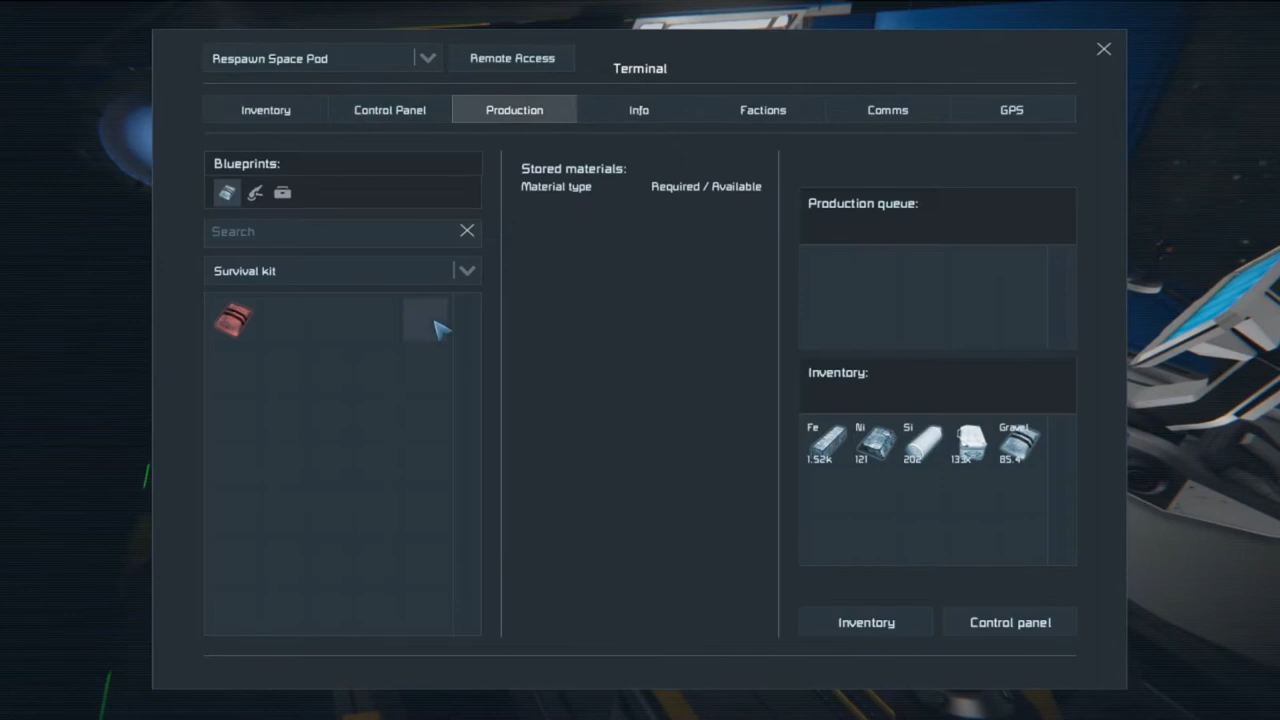 Respawn Space Pod
Remote Access
Terminal
Inventory
Control Panel
Production
Info
Factions
Comms
GPS
Blueprints:
Search
Survival kit
Stored materials:
Material type
Required / Available
Production queue:
Inventory:
Fe
Ni
Si
Gravel
1.52k
121
202
133x
85.4*
Inventory
Control panel